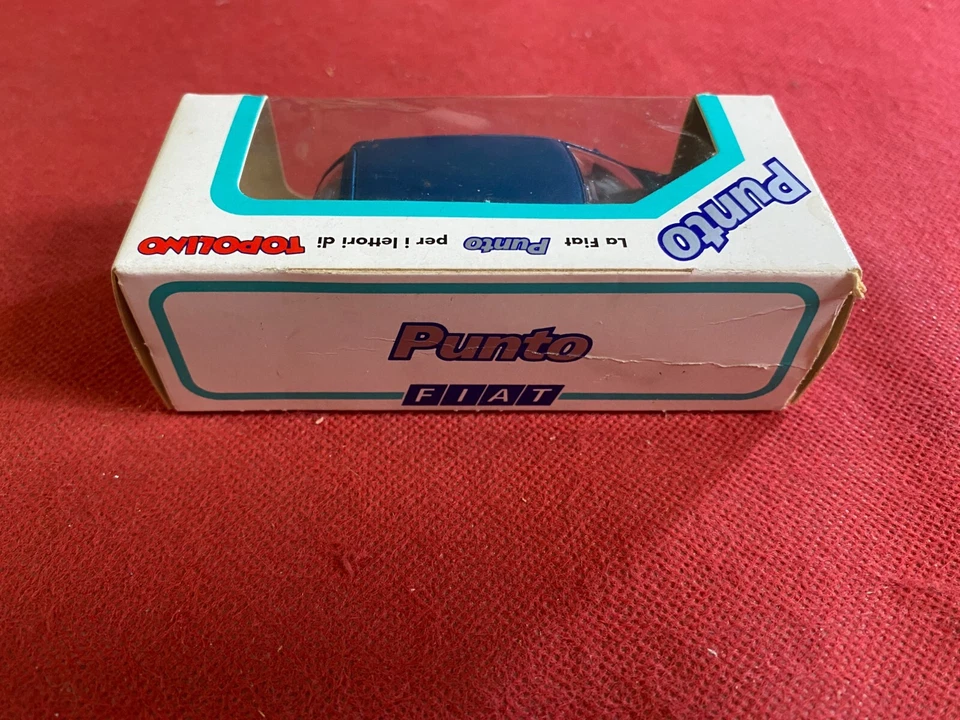 Punto
La Fiat Punto per i lettori di TOPOLINO
Punto
FIAT